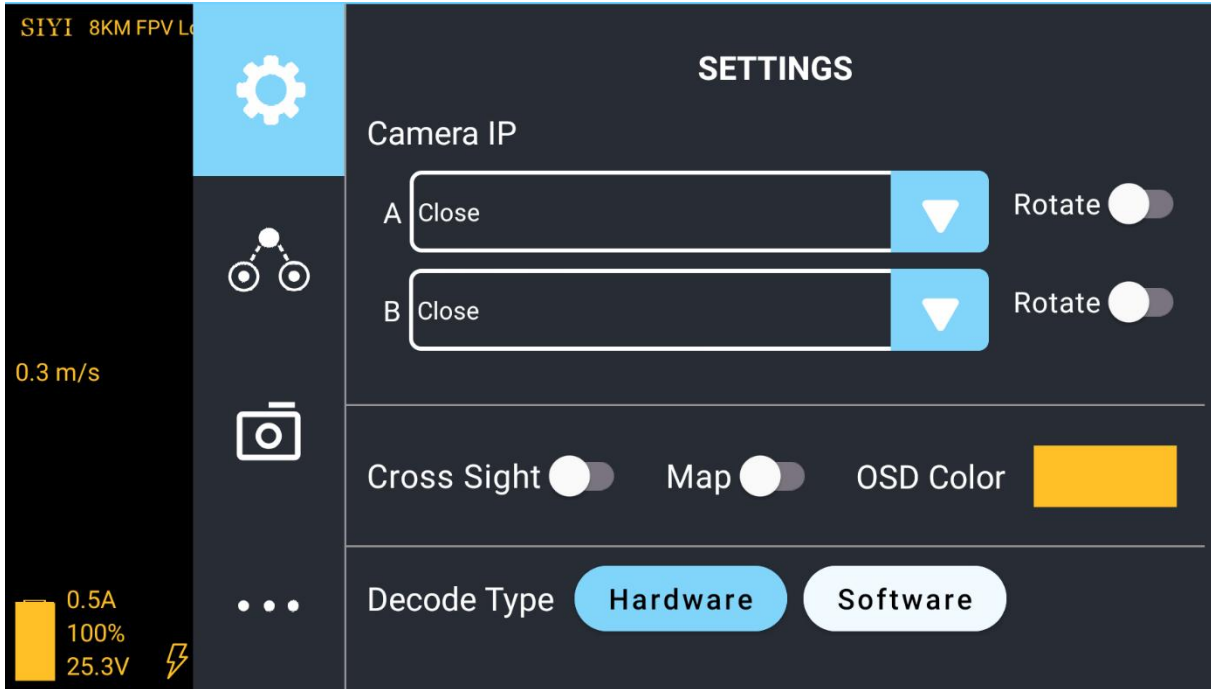 SIYI 8KM FPV
SETTINGS
Camera IP
A Close Rotate
B Close Rotate
0.3 m/s
Cross Sight Map OSD Color
0.5A
100%
25.3V
Decode Type Hardware Software